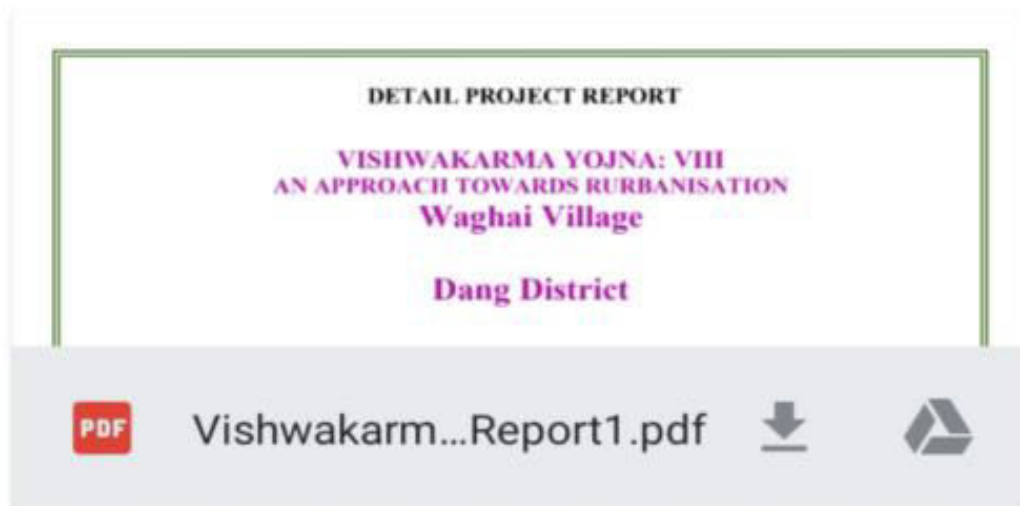 DETAIL PROJECT REPORT
VISHWAKARMA YOJNA: VIII
AN APPROACH TOWARDS RURBANISATION
Waghai Village
Dang District
PDF Vishwakarm...Report1.pdf